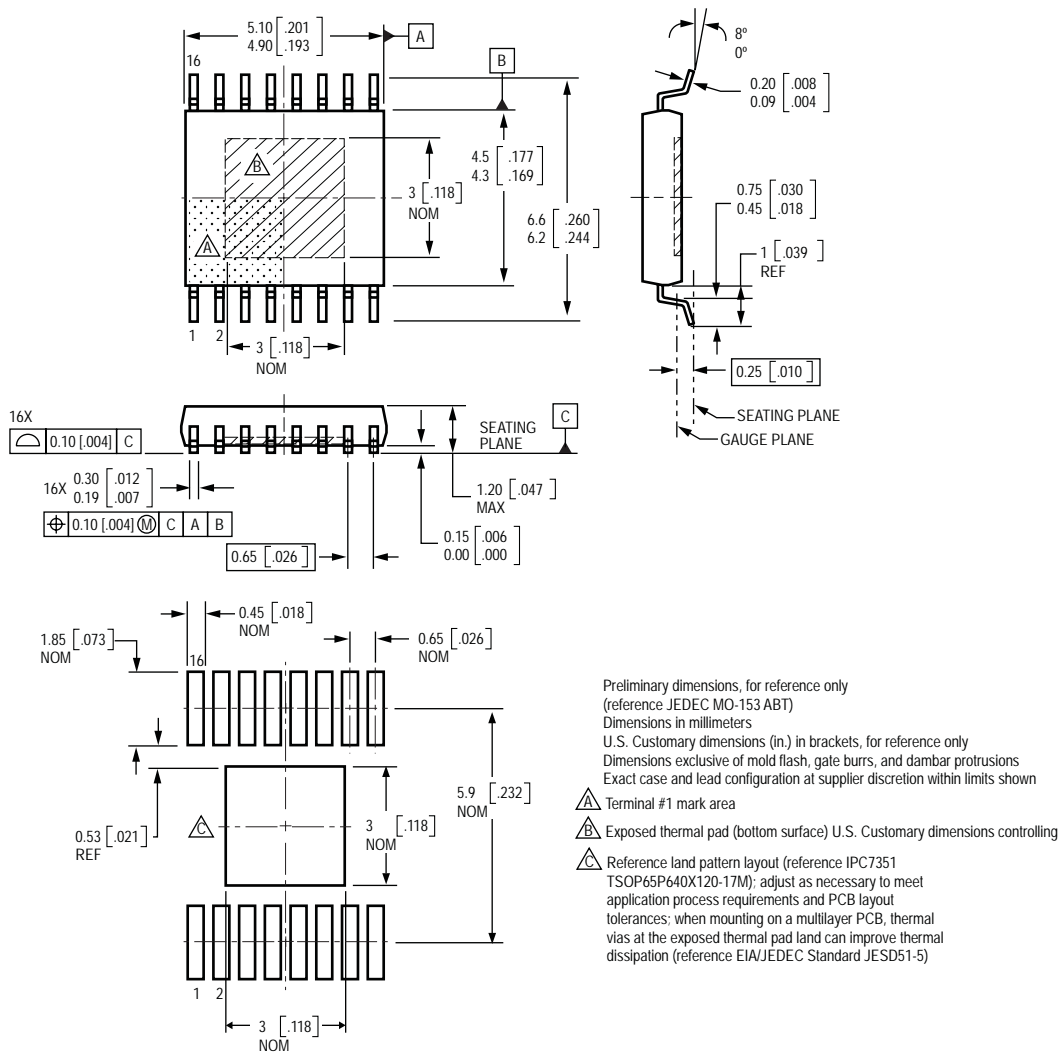 5.10 [.201]
4.90 [.193]
A
16
B
4.5 [.177]
4.3 [.169]
B
3 [.118]
NOM
6.6 [.260]
6.2 [.244]
A
1 2
3 [.118]
NOM
8º
0º
0.20 [.008]
0.09 [.004]
0.75 [.030]
0.45 [.018]
1 [.039]
REF
0.25 [.010]
SEATING PLANE
GAUGE PLANE
16X
0.10 [.004] C
SEATING
PLANE
C
16X 0.30 [.012]
0.19 [.007]
0.10 [.004] Ⓜ C A B
1.20 [.047]
MAX
0.15 [.006]
0.00 [.000]
0.65 [.026]
0.45 [.018]
NOM
1.85 [.073]
NOM
0.65 [.026]
NOM
16
5.9 [.232]
NOM
0.53 [.021]
REF
C
3 [.118]
NOM
1 2
3 [.118]
NOM
Preliminary dimensions, for reference only
(reference JEDEC MO-153 ABT)
Dimensions in millimeters
U.S. Customary dimensions (in.) in brackets, for reference only
Dimensions exclusive of mold flash, gate burrs, and dambar protrusions
Exact case and lead configuration at supplier discretion within limits shown
A Terminal #1 mark area
B Exposed thermal pad (bottom surface) U.S. Customary dimensions controlling
C Reference land pattern layout (reference IPC7351
TSOP65P640X120-17M); adjust as necessary to meet
application process requirements and PCB layout
tolerances; when mounting on a multilayer PCB, thermal
vias at the exposed thermal pad land can improve thermal
dissipation (reference EIA/JEDEC Standard JESD51-5)